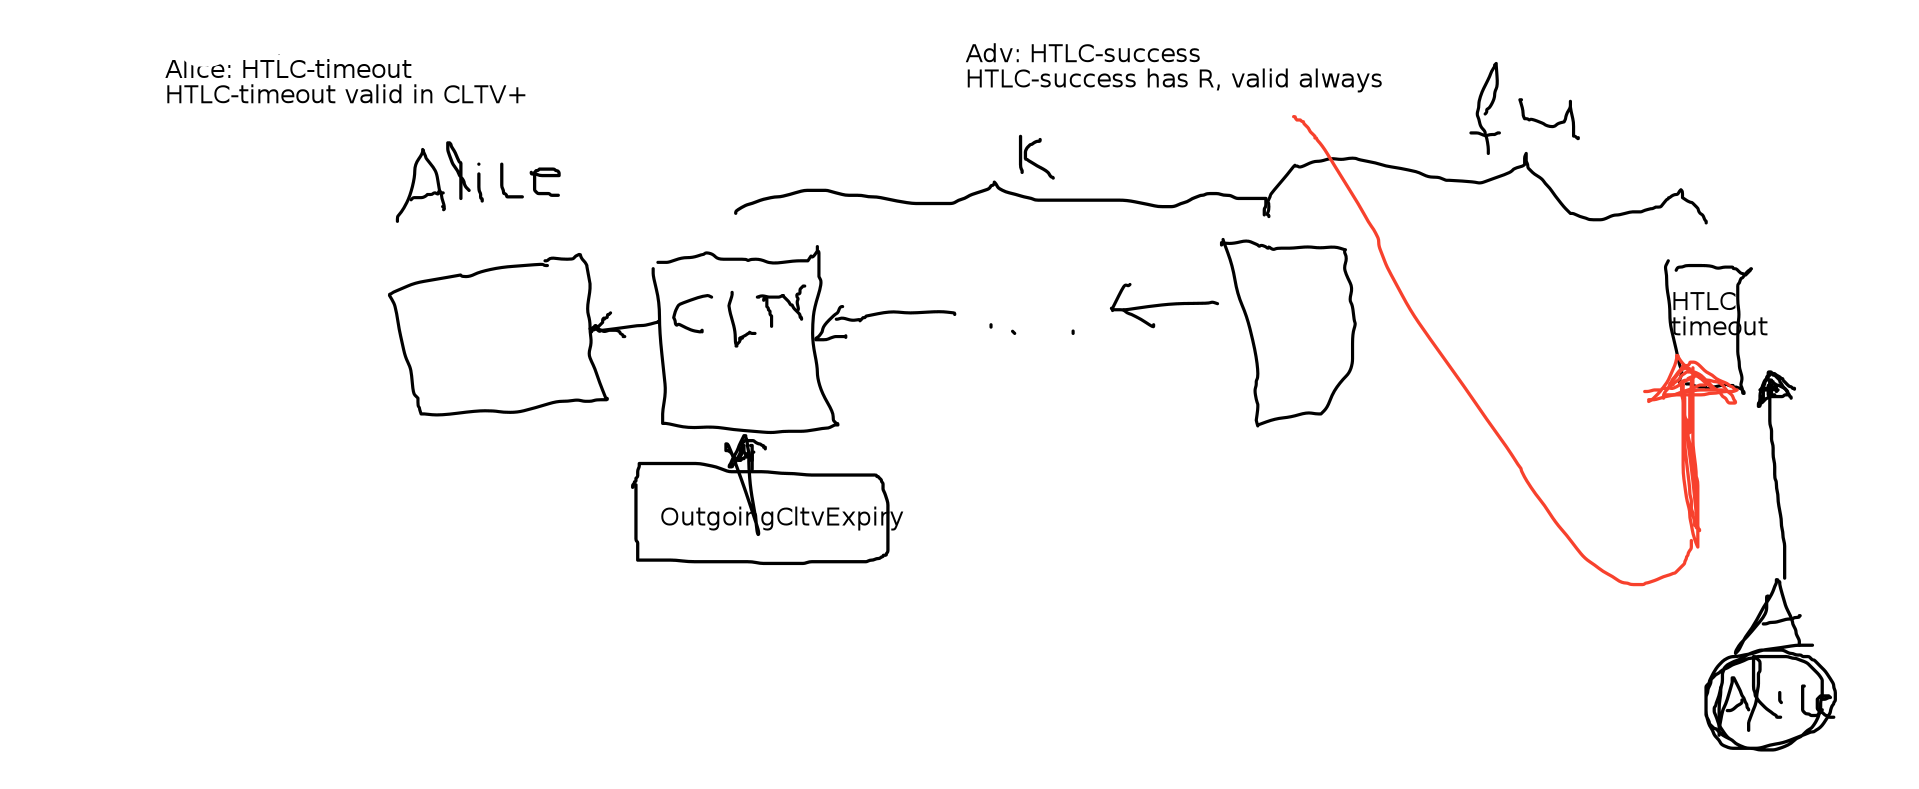 Alice: HTLC-timeout
HTLC-timeout valid in CLTV+
Adv: HTLC-success
HTLC-success has R, valid always
Alice
K
fu
CLTV
HTLC
timeout
OutgoingCltvExpiry
A
Alice